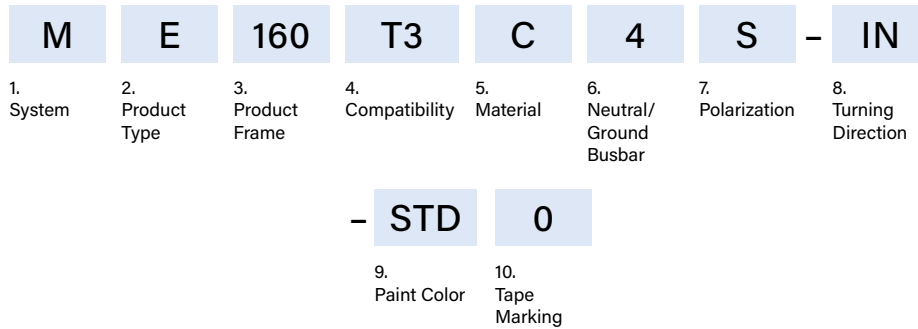 M E 160 T3 C 4 S – IN
1. 2. 3. 4. 5. 6. 7. 8.
System Product Product Compatibility Material Neutral/ Polarization Turning
Type Frame Ground Direction
Busbar
– STD 0
9. 10.
Paint Color Tape
Marking